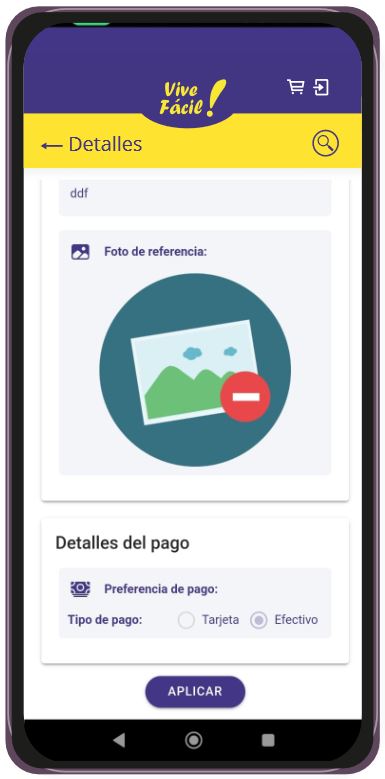 Vive
Fácil!
Detalles
ddf
Foto de referencia:
Detalles del pago
Preferencia de pago:
Tipo de pago: Tarjeta Efectivo
APLICAR